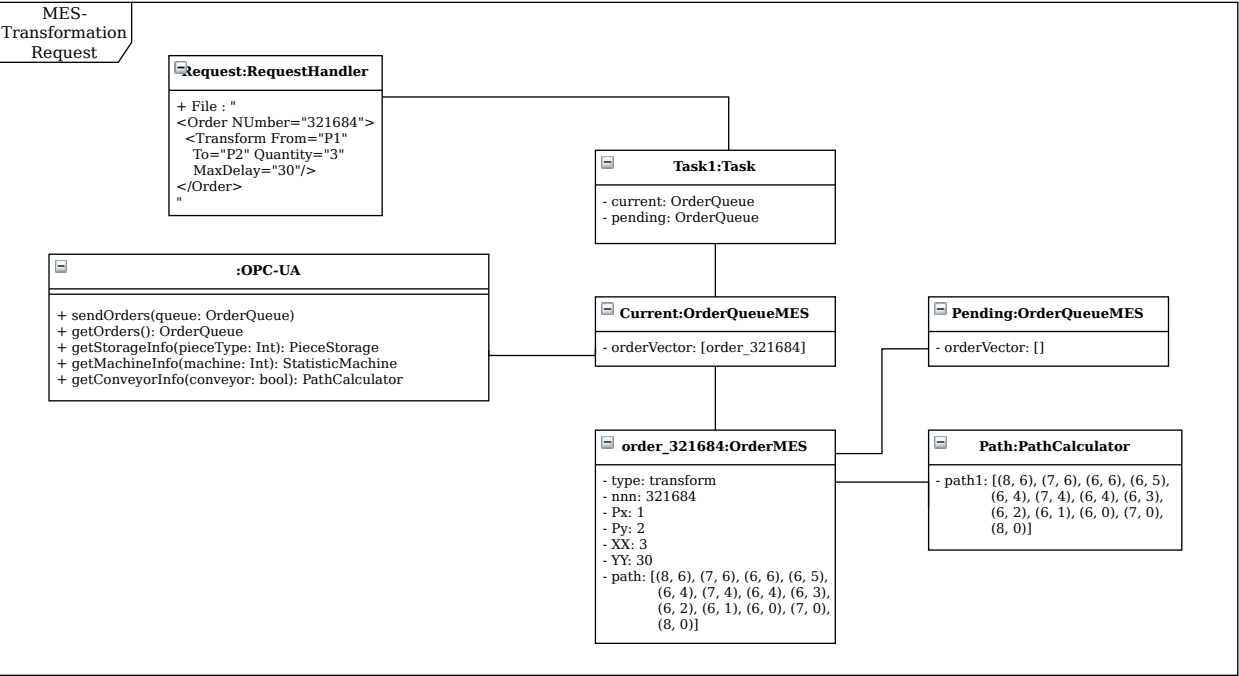 MES-
Transformation
Request
Request:RequestHandler
+ File : "
<Order NUmber="321684">
<Transform From="P1"
To="P2" Quantity="3"
MaxDelay="30"/>
</Order>
"
Task1:Task
- current: OrderQueue
- pending: OrderQueue
:OPC-UA
+ sendOrders(queue: OrderQueue)
+ getOrders(): OrderQueue
+ getStorageInfo(pieceType: Int): PieceStorage
+ getMachineInfo(machine: Int): StatisticMachine
+ getConveyorInfo(conveyor: bool): PathCalculator
Current:OrderQueueMES
- orderVector: [order_321684]
Pending:OrderQueueMES
- orderVector: []
order_321684:OrderMES
- type: transform
- nnn: 321684
- Px: 1
- Py: 2
- XX: 3
- YY: 30
- path: [(8, 6), (7, 6), (6, 6), (6, 5),
(6, 4), (7, 4), (6, 4), (6, 3),
(6, 2), (6, 1), (6, 0), (7, 0),
(8, 0)]
Path:PathCalculator
- path1: [(8, 6), (7, 6), (6, 6), (6, 5),
(6, 4), (7, 4), (6, 4), (6, 3),
(6, 2), (6, 1), (6, 0), (7, 0),
(8, 0)]